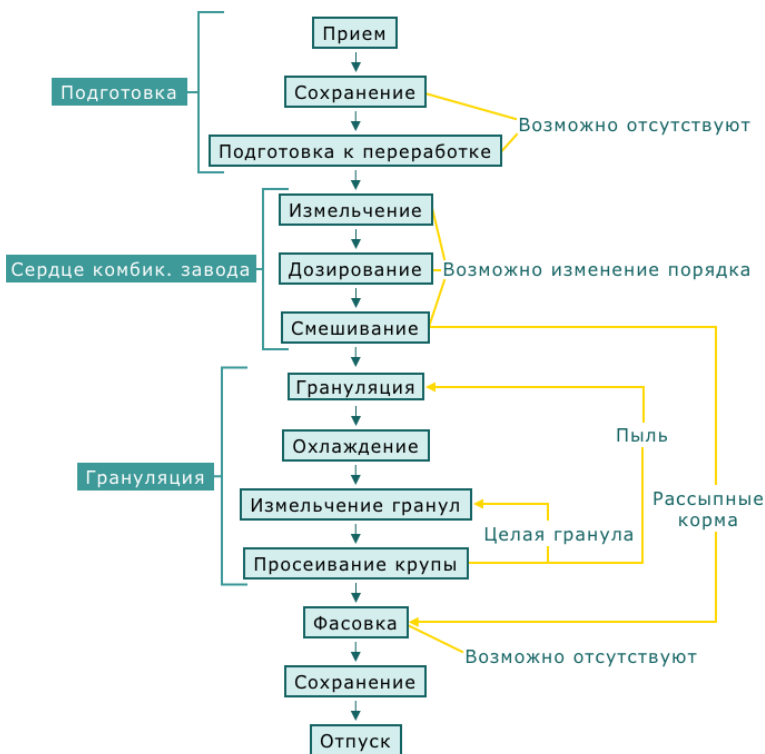 Прием
Подготовка
Сохранение
Возможно отсутствуют
Подготовка к переработке
Измельчение
Сердце комбик. завода
Дозирование
Возможно изменение порядка
Смешивание
Грануляция
Пыль
Охлаждение
Грануляция
Измельчение гранул
Рассыпные
корма
Целая гранула
Просеивание крупы
Фасовка
Возможно отсутствуют
Сохранение
Отпуск